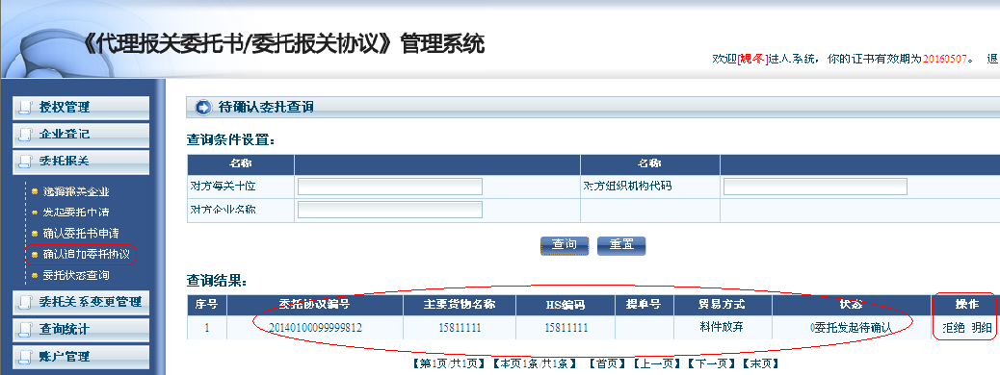 《代理报关委托书/委托报关协议》管理系统
欢迎[魏冬]进入系统，你的证书有效期为20160507。 退
授权管理
企业登记
委托报关
选择报关企业
发起委托申请
确认委托书申请
确认追加委托协议
委托状态查询
委托关系变更管理
查询统计
账户管理
待确认委托查询
查询条件设置：
名称 名称
对方海关十位 对方组织机构代码
对方企业名称
查询 重置
查询结果：
序号 委托协议编号 主要货物名称 HS编码 提单号 贸易方式 状态 操作
1 20140100099999812 15811111 15811111 料件放弃 0委托发起待确认 拒绝 明细
【第1页/共1页】【本页1条/共1条】 【首页】【上一页】【下一页】【末页】